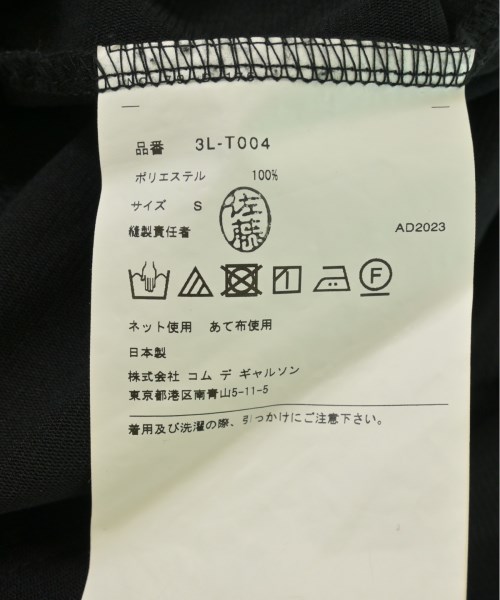 品番 3L-T004
ポリエステル 100%
サイズ S
佐藤
縫製責任者 AD2023
F
ネット使用 あて布使用
日本製
株式会社 コム デ ギャルソン
東京都港区南青山5-11-5
着用及び洗濯の際、引っかけにご注意下さい。